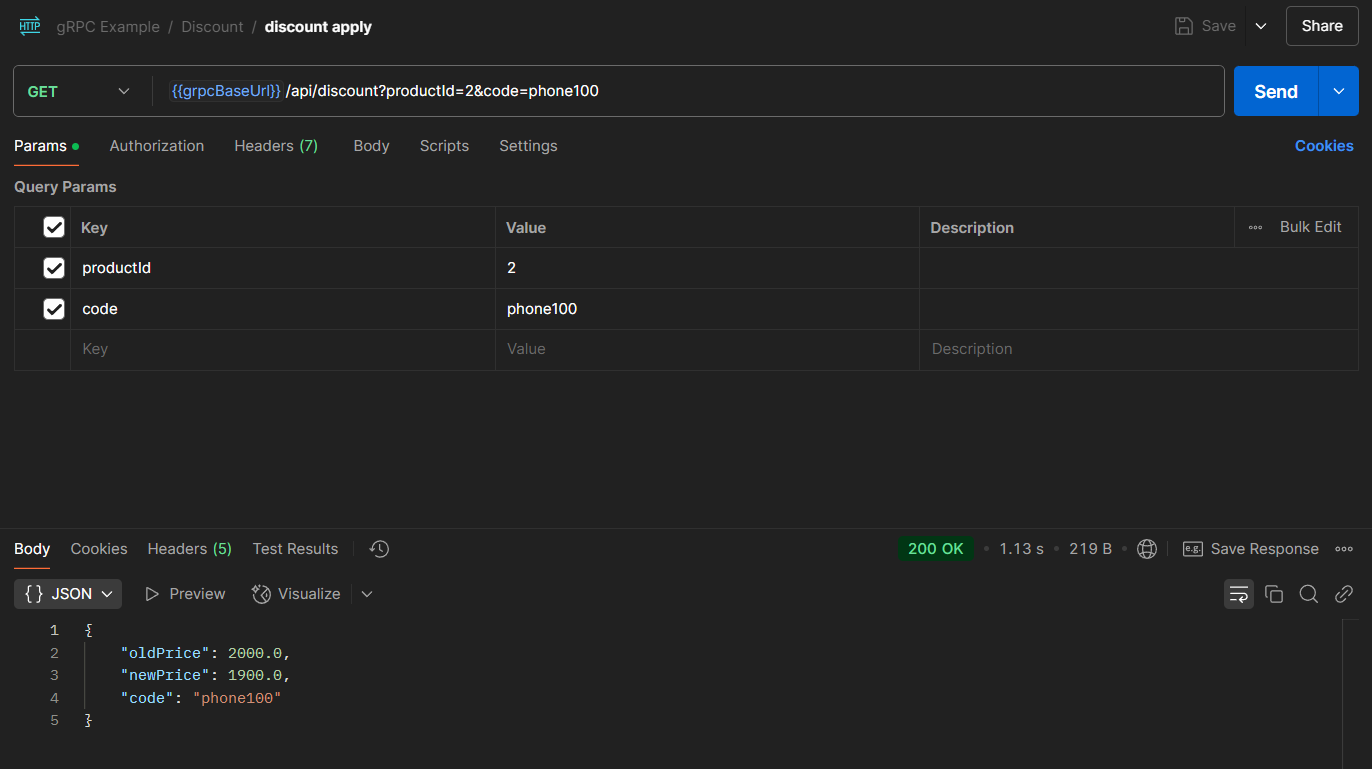 HTTP gRPC Example / Discount / discount apply Save Share
GET {{grpcBaseUrl}} /api/discount?productId=2&code=phone100 Send
Params Authorization Headers (7) Body Scripts Settings Cookies
Query Params
Key Value Description Bulk Edit
productId 2
code phone100
Key Value Description
Body Cookies Headers (5) Test Results 200 OK 1.13 s 219 B e.g. Save Response
{} JSON Preview Visualize
1 {
2 "oldPrice": 2000.0,
3 "newPrice": 1900.0,
4 "code": "phone100"
5 }